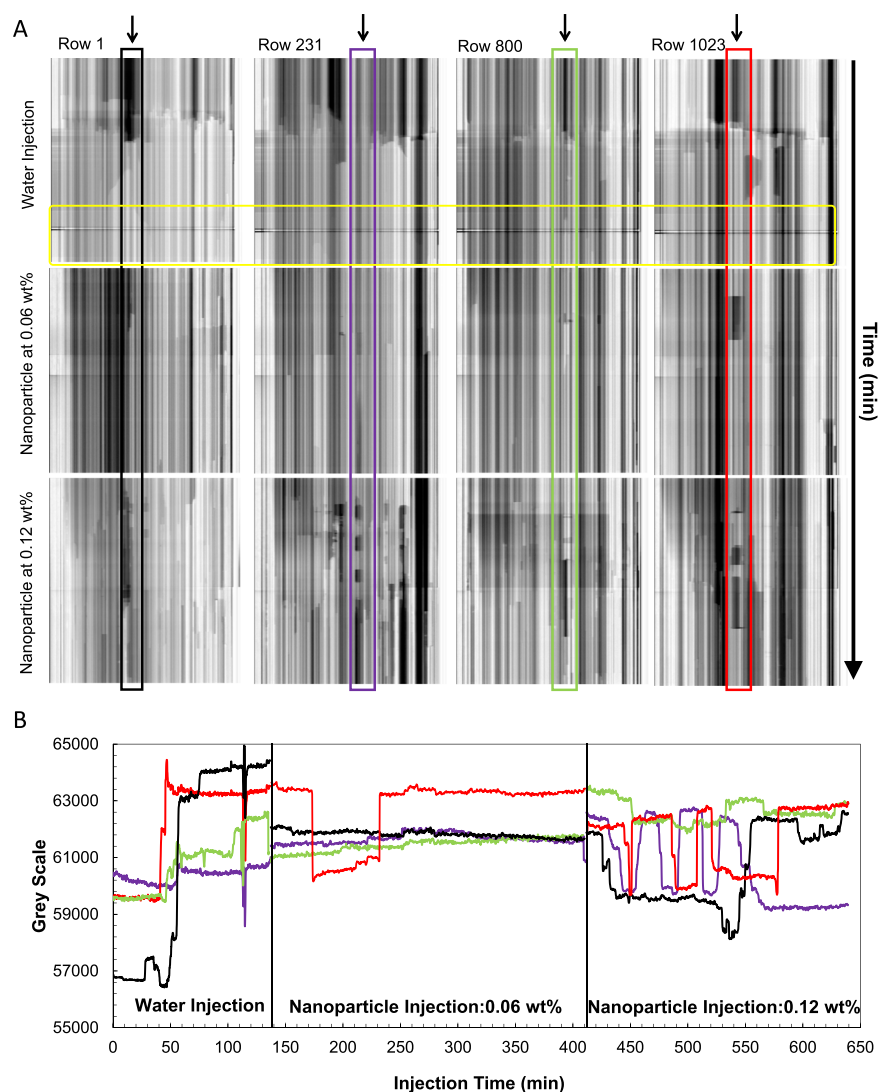 A
Row 1
Row 231
Row 800
Row 1023
Water Injection
Nanoparticle at 0.06 wt%
Nanoparticle at 0.12 wt%
Time (min)
B
65000
63000
61000
59000
57000
55000
Grey Scale
Water Injection
Nanoparticle Injection:0.06 wt%
Nanoparticle Injection:0.12 wt%
0 50 100 150 200 250 300 350 400 450 500 550 600 650
Injection Time (min)